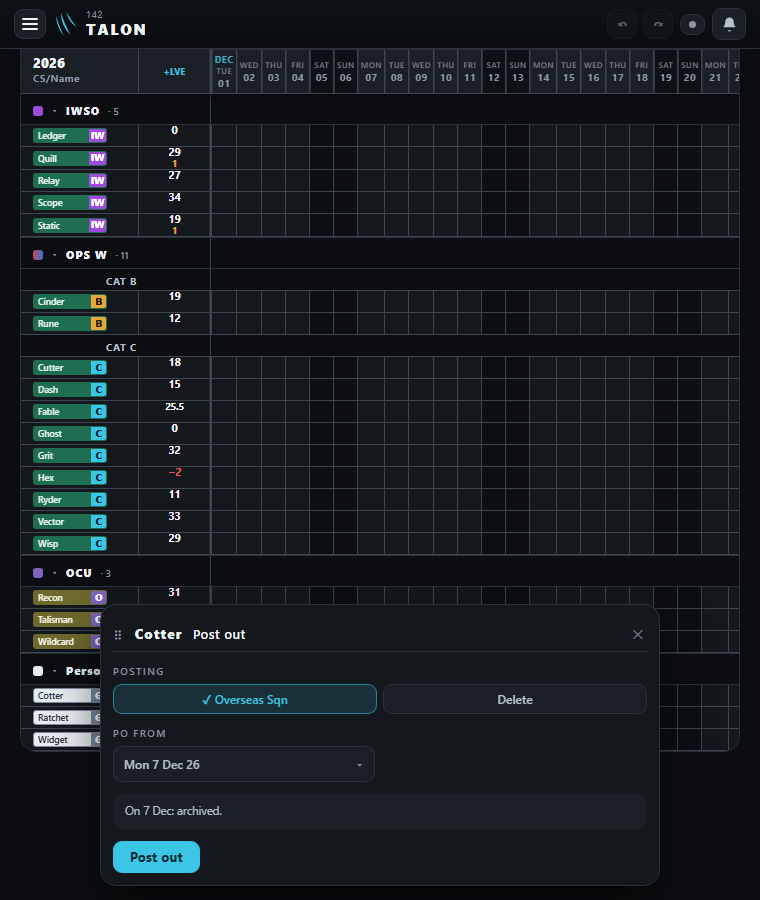 142
TALON
2026
CS/Name
+LVE
DEC
TUE 01
WED 02
THU 03
FRI 04
SAT 05
SUN 06
MON 07
TUE 08
WED 09
THU 10
FRI 11
SAT 12
SUN 13
MON 14
TUE 15
WED 16
THU 17
FRI 18
SAT 19
SUN 20
MON 21
IWSO · 5
Ledger IW 0
Quill IW 29
1
Relay IW 27
Scope IW 34
Static IW 19
1
OPS W · 11
CAT B
Cinder B 19
Rune B 12
CAT C
Cutter C 18
Dash C 15
Fable C 25.5
Ghost C 0
Grit C 32
Hex C −2
Ryder C 11
Vector C 33
Wisp C 29
OCU · 3
Recon O 31
Talisman
Wildcard
Cotter
Ratchet
Widget
Cotter Post out
POSTING
✓ Overseas Sqn
Delete
PO FROM
Mon 7 Dec 26
On 7 Dec: archived.
Post out